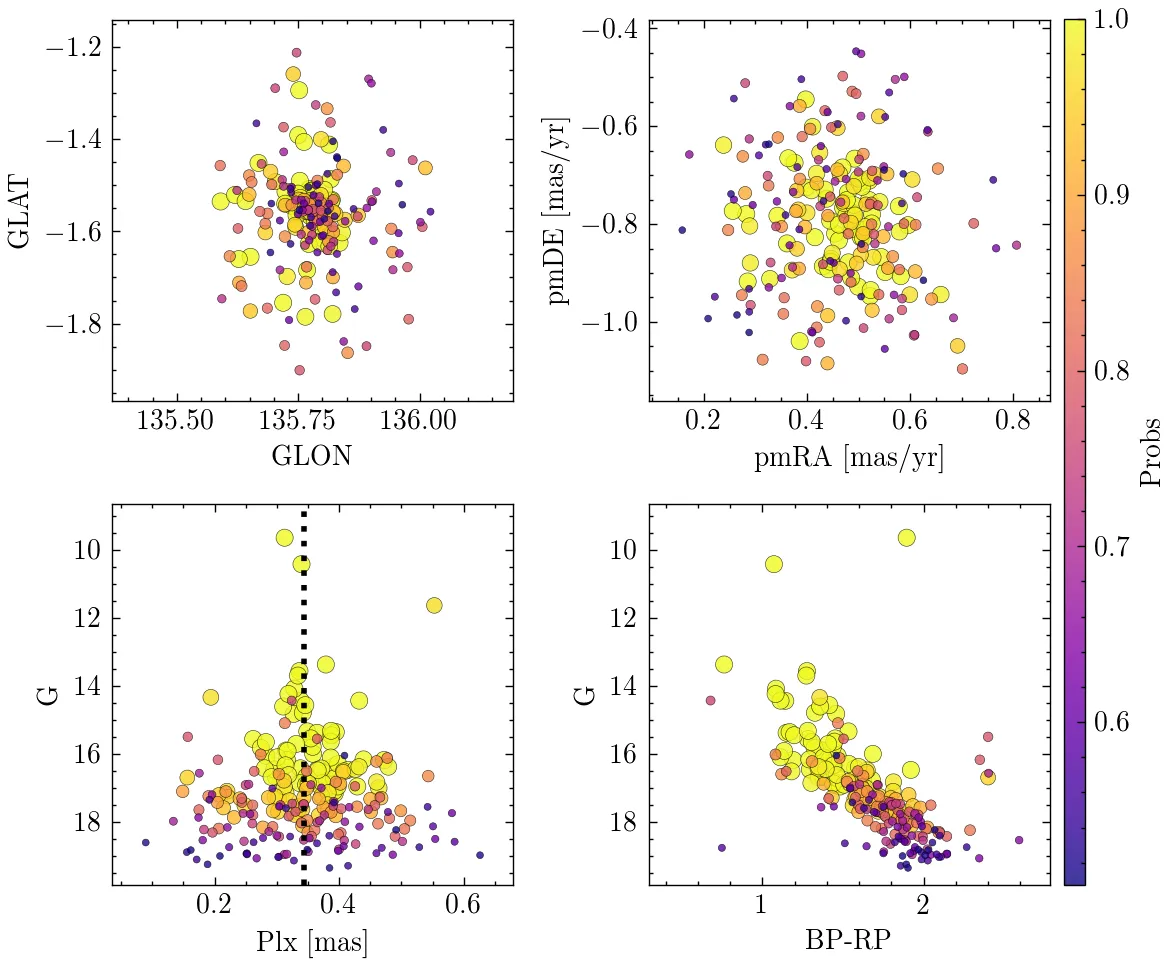 −1.2
−1.4
−1.6
−1.8
GLAT
135.50 135.75 136.00
GLON
−0.4
−0.6
−0.8
−1.0
pmDE [mas/yr]
0.2 0.4 0.6 0.8
pmRA [mas/yr]
1.0
0.9
0.8
0.7
0.6
Probs
10
12
14
16
18
G
0.2 0.4 0.6
Plx [mas]
10
12
14
16
18
G
1 2
BP-RP